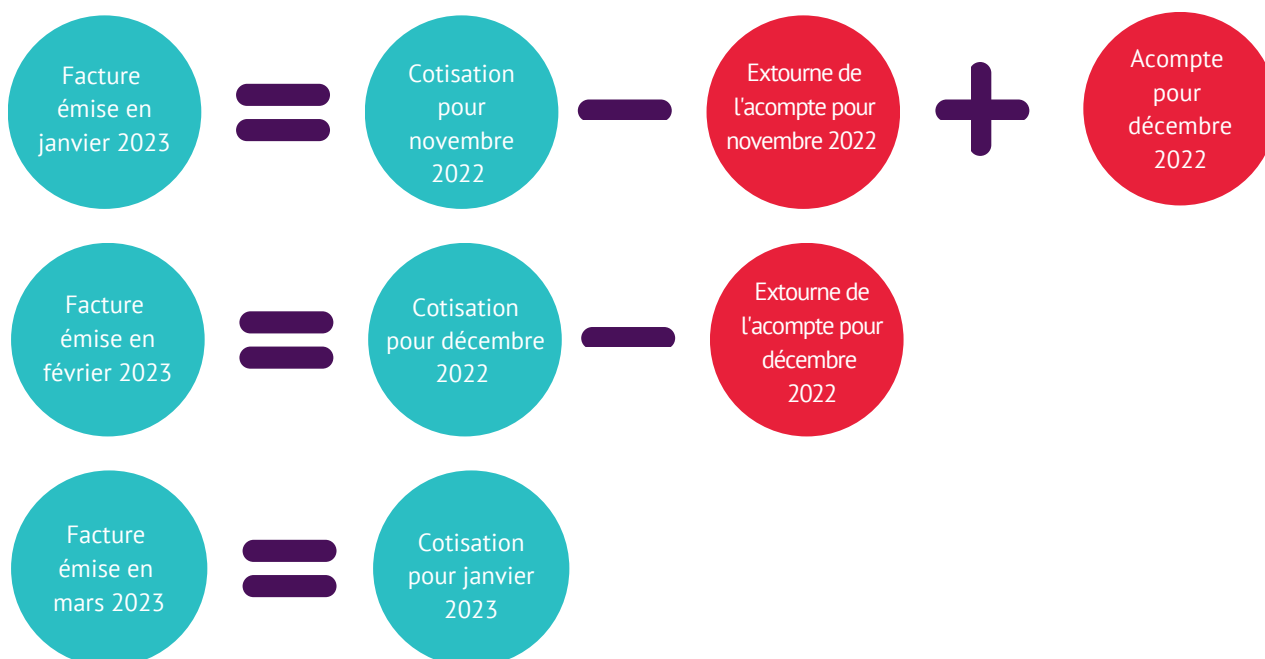 Facture
émise en
janvier 2023
Cotisation
pour
novembre
2022
Extourne de
l'acompte pour
novembre 2022
Acompte
pour
décembre
2022
Facture
émise en
février 2023
Cotisation
pour décembre
2022
Extourne de
l'acompte pour
décembre
2022
Facture
émise en
mars 2023
Cotisation
pour janvier
2023